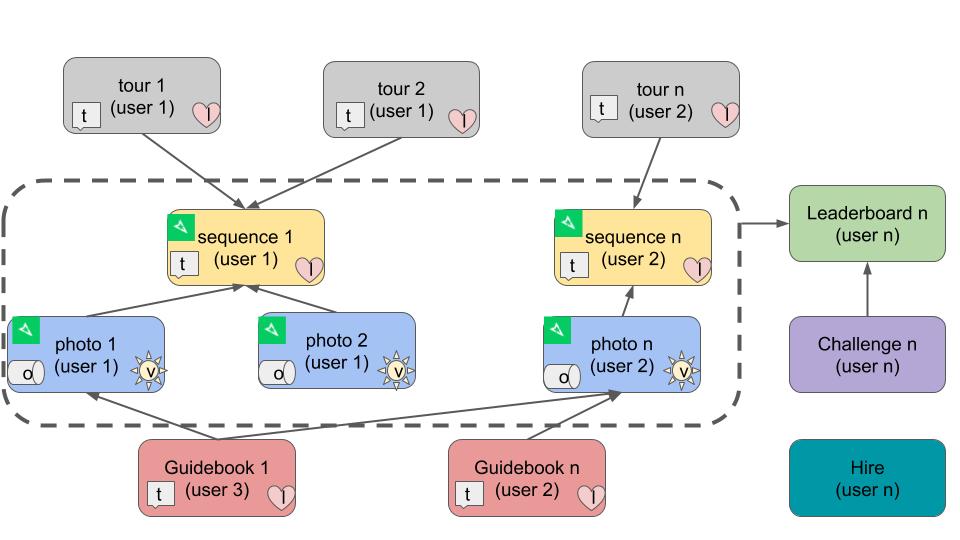 tour 1
(user 1)
t
l
tour 2
(user 1)
t
l
tour n
(user 2)
t
l
sequence 1
(user 1)
t
l
sequence n
(user 2)
t
l
Leaderboard n
(user n)
photo 1
(user 1)
o
v
photo 2
(user 1)
o
v
photo n
(user 2)
o
v
Challenge n
(user n)
Guidebook 1
(user 3)
t
l
Guidebook n
(user 2)
t
l
Hire
(user n)